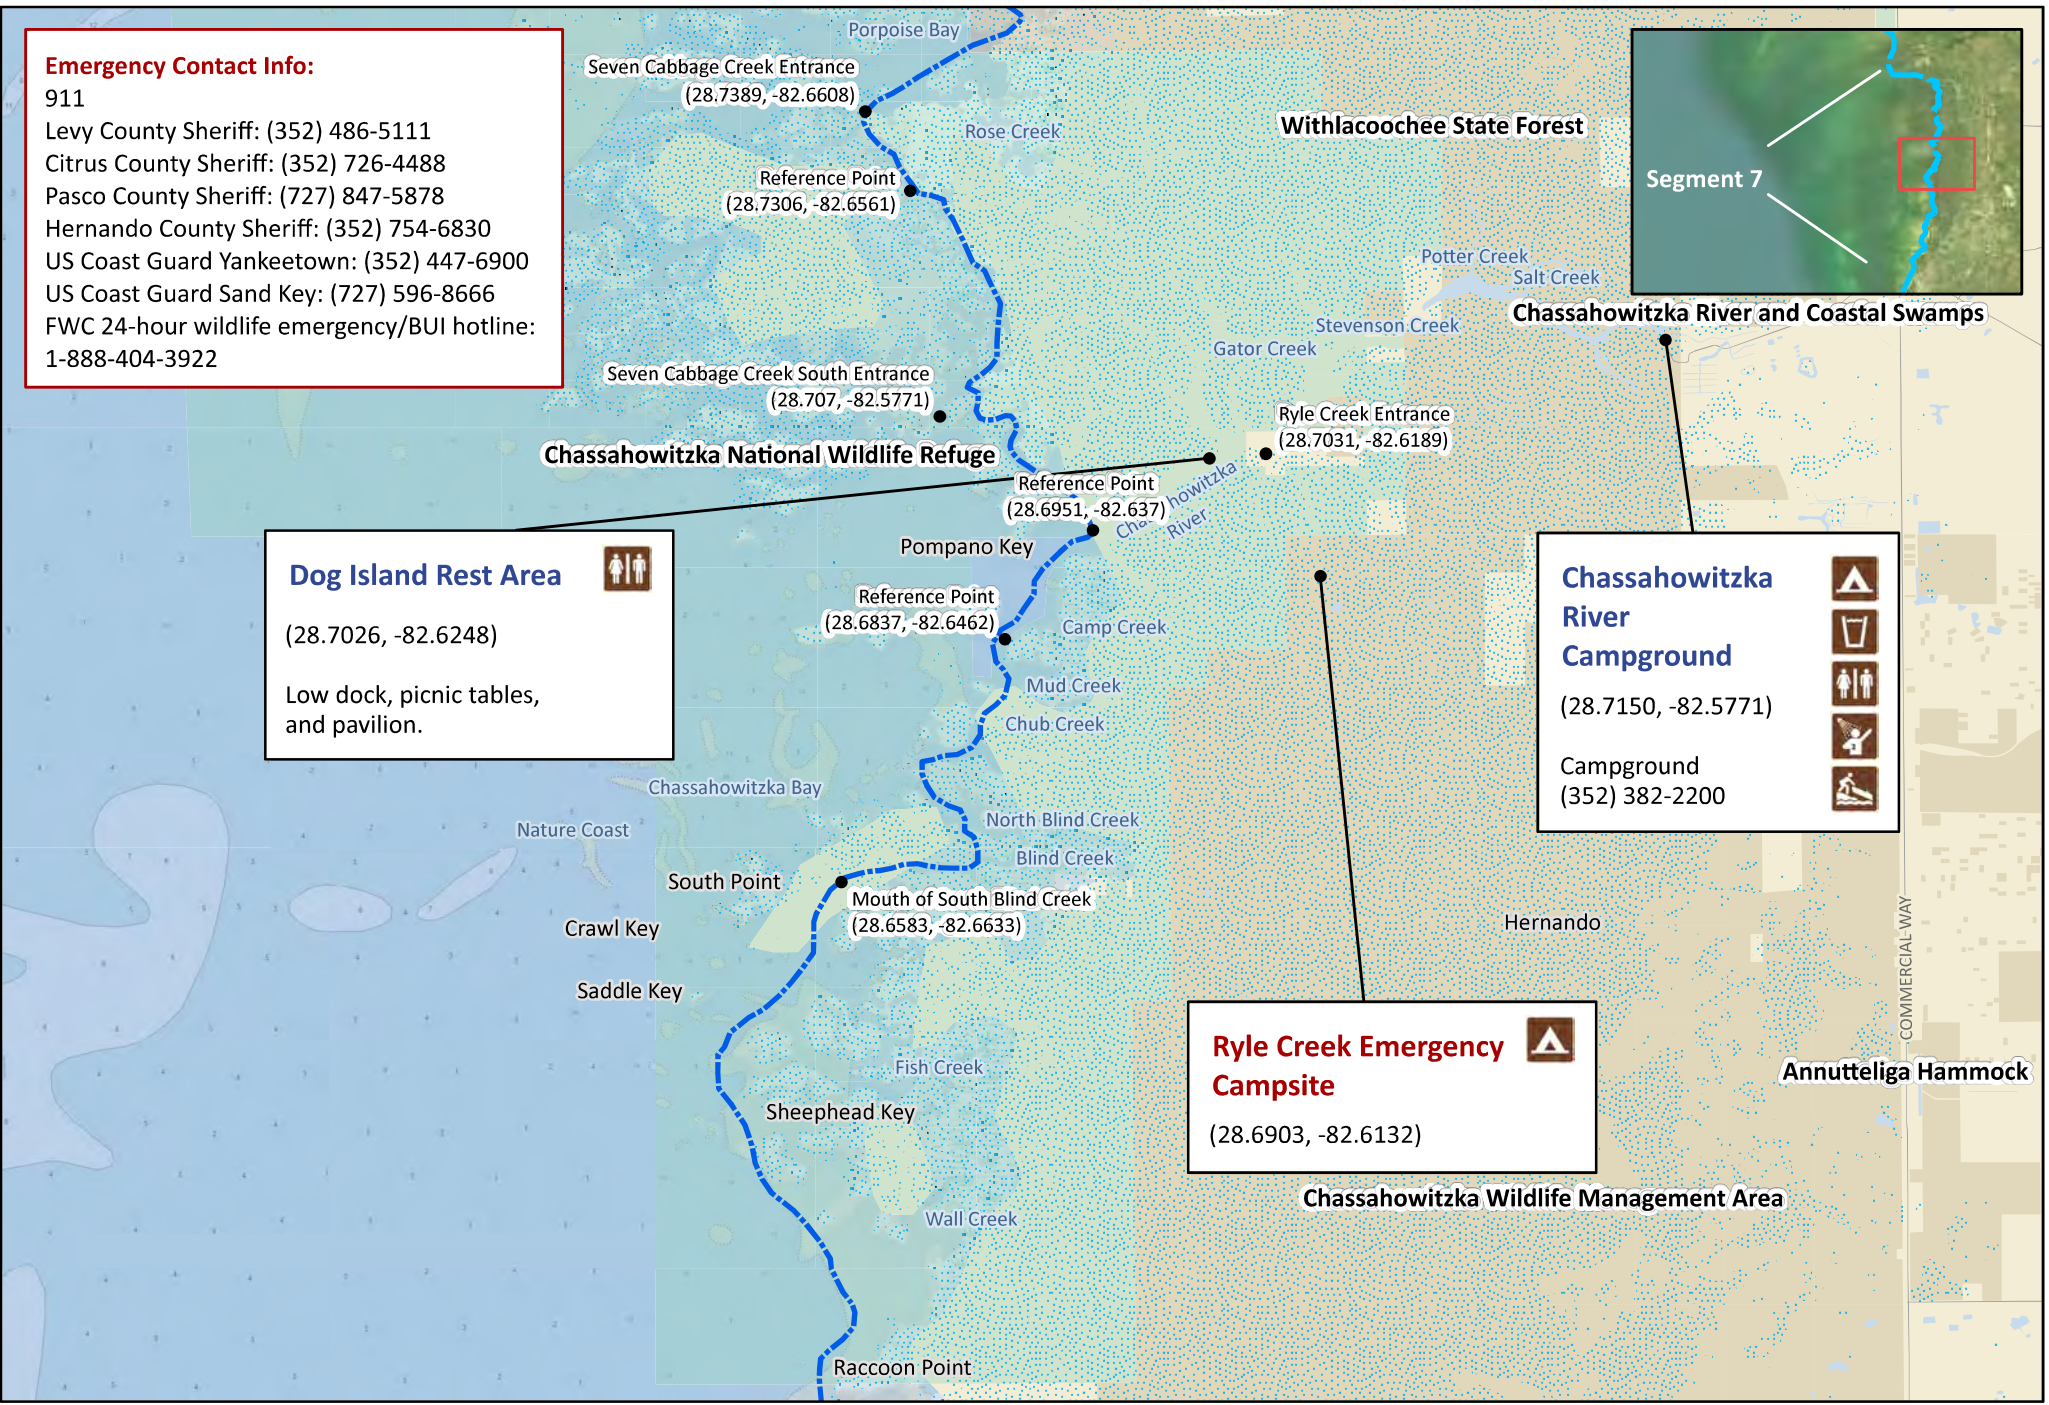 Emergency Contact Info:
911
Levy County Sheriff: (352) 486-5111
Citrus County Sheriff: (352) 726-4488
Pasco County Sheriff: (727) 847-5878
Hernando County Sheriff: (352) 754-6830
US Coast Guard Yankeetown: (352) 447-6900
US Coast Guard Sand Key: (727) 596-8666
FWC 24-hour wildlife emergency/BUI hotline:
1-888-404-3922
Porpoise Bay
Seven Cabbage Creek Entrance
(28.7389, -82.6608)
Rose Creek
Withlacoochee State Forest
Segment 7
Reference Point
(28.7306, -82.6561)
Potter Creek
Salt Creek
Chassahowitzka River and Coastal Swamps
Stevenson Creek
Gator Creek
Seven Cabbage Creek South Entrance
(28.707, -82.5771)
Ryle Creek Entrance
(28.7031, -82.6189)
Chassahowitzka National Wildlife Refuge
Reference Point
(28.6951, -82.637)
Chassahowitzka
River
Pompano Key
Dog Island Rest Area
(28.7026, -82.6248)
Low dock, picnic tables,
and pavilion.
Chassahowitzka
River
Campground
(28.7150, -82.5771)
Campground
(352) 382-2200
Reference Point
(28.6837, -82.6462)
Camp Creek
Mud Creek
Chub Creek
Chassahowitzka Bay
Nature Coast
North Blind Creek
Blind Creek
South Point
Mouth of South Blind Creek
(28.6583, -82.6633)
Crawl Key
Hernando
COMMERCIAL WAY
Saddle Key
Ryle Creek Emergency
Campsite
(28.6903, -82.6132)
Fish Creek
Annutteliga Hammock
Sheephead Key
Chassahowitzka Wildlife Management Area
Wall Creek
Raccoon Point